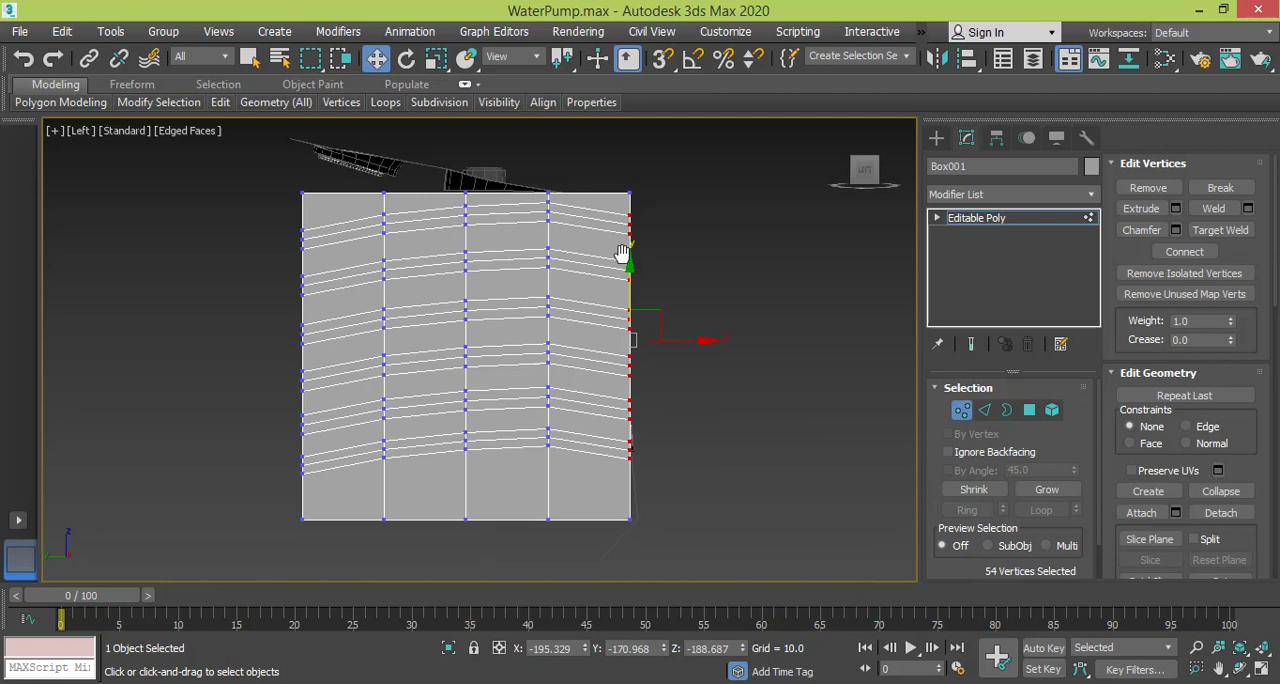 WaterPump.max - Autodesk 3ds Max 2020
File Edit Tools Group Views Create Modifiers Animation Graph Editors Rendering Civil View Customize Scripting Interactive Sign In Workspaces: Default
All View Create Selection Se
Modeling Freeform Selection Object Paint Populate
Polygon Modeling Modify Selection Edit Geometry (All) Vertices Loops Subdivision Visibility Align Properties
[+] [Left] [Standard] [Edged Faces]
Box001
Modifier List
Editable Poly
Selection
By Vertex
Ignore Backfacing
By Angle: 45.0
Shrink Grow
Ring Loop
Preview Selection
Off SubObj Multi
54 Vertices Selected
Edit Vertices
Remove Break
Extrude Weld
Chamfer Target Weld
Connect
Remove Isolated Vertices
Remove Unused Map Verts
Weight: 1.0
Crease: 0.0
Edit Geometry
Repeat Last
Constraints
None Edge
Face Normal
Preserve UVs
Create Collapse
Attach Detach
Slice Plane Split
Slice Reset Plane
z
0 / 100
0 5 10 15 20 25 30 35 40 45 50 55 60 65 70 75 80 85 90 95 100
1 Object Selected X: -195.329 Y: -170.968 Z: -188.687 Grid = 10.0 Auto Key Selected
MAXScript Mi Click or click-and-drag to select objects Add Time Tag 0 Set Key Key Filters...